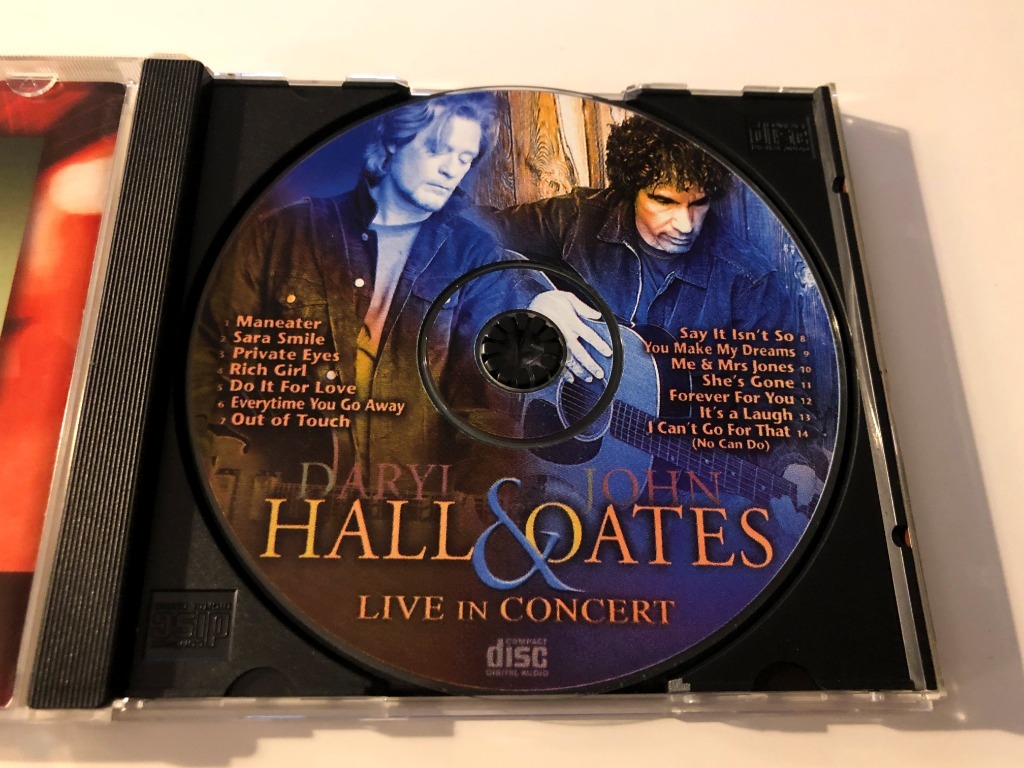 1 Maneater
2 Sara Smile
3 Private Eyes
4 Rich Girl
5 Do It For Love
6 Everytime You Go Away
7 Out of Touch
Say It Isn't So 8
You Make My Dreams 9
Me & Mrs Jones 10
She's Gone 11
Forever For You 12
It's a Laugh 13
I Can't Go For That 14
(No Can Do)
DARYL JOHN
HALL & OATES
LIVE IN CONCERT
COMPACT
disc
DIGITAL AUDIO